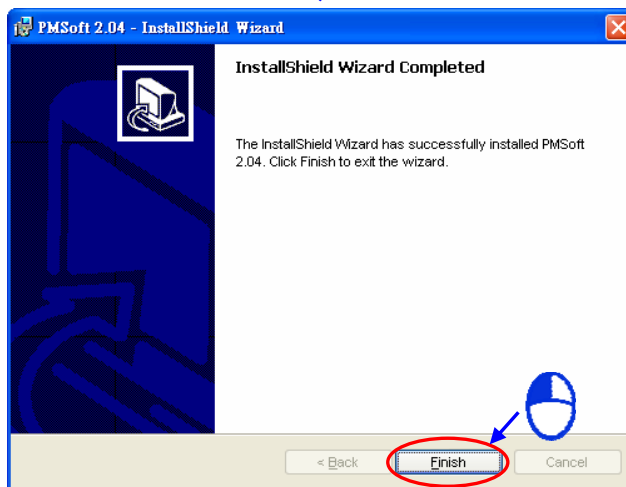 PMSoft 2.04 - InstallShield Wizard
InstallShield Wizard Completed
The InstallShield Wizard has successfully installed PMSoft
2.04. Click Finish to exit the wizard.
< Back
Finish
Cancel